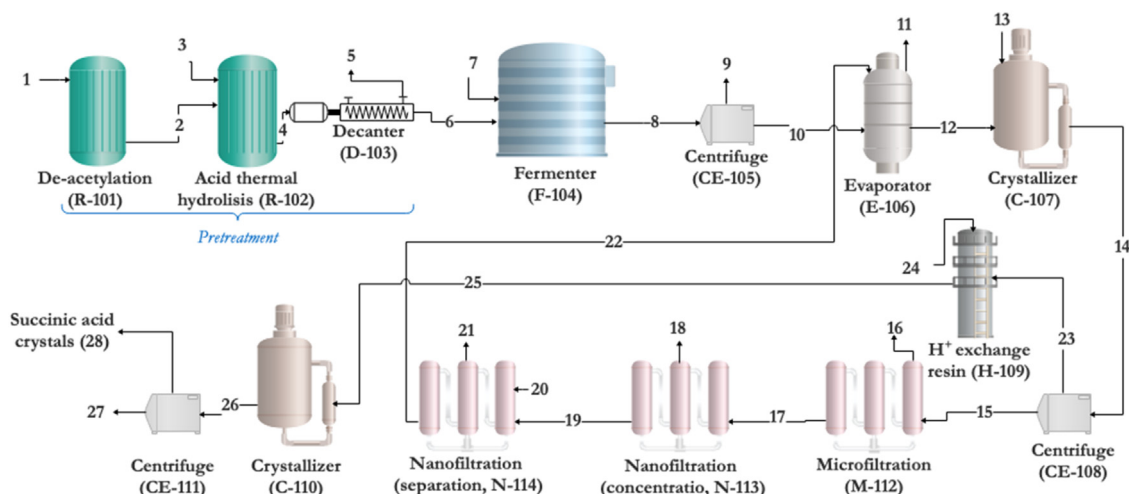 1
3
2
De-acetylation
(R-101)
Acid thermal
hydrolisis (R-102)
Pretreatment
4
5
Decanter
(D-103)
6
7
Fermenter
(F-104)
8
9
Centrifuge
(CE-105)
10
11
Evaporator
(E-106)
12
13
Crystallizer
(C-107)
14
22
24
25
H+ exchange
resin (H-109)
23
Succinic acid
crystals (28)
27
Centrifuge
(CE-111)
26
Crystallizer
(C-110)
21
20
Nanofiltration
(separation, N-114)
19
18
Nanofiltration
(concentratio, N-113)
17
16
Microfiltration
(M-112)
15
Centrifuge
(CE-108)